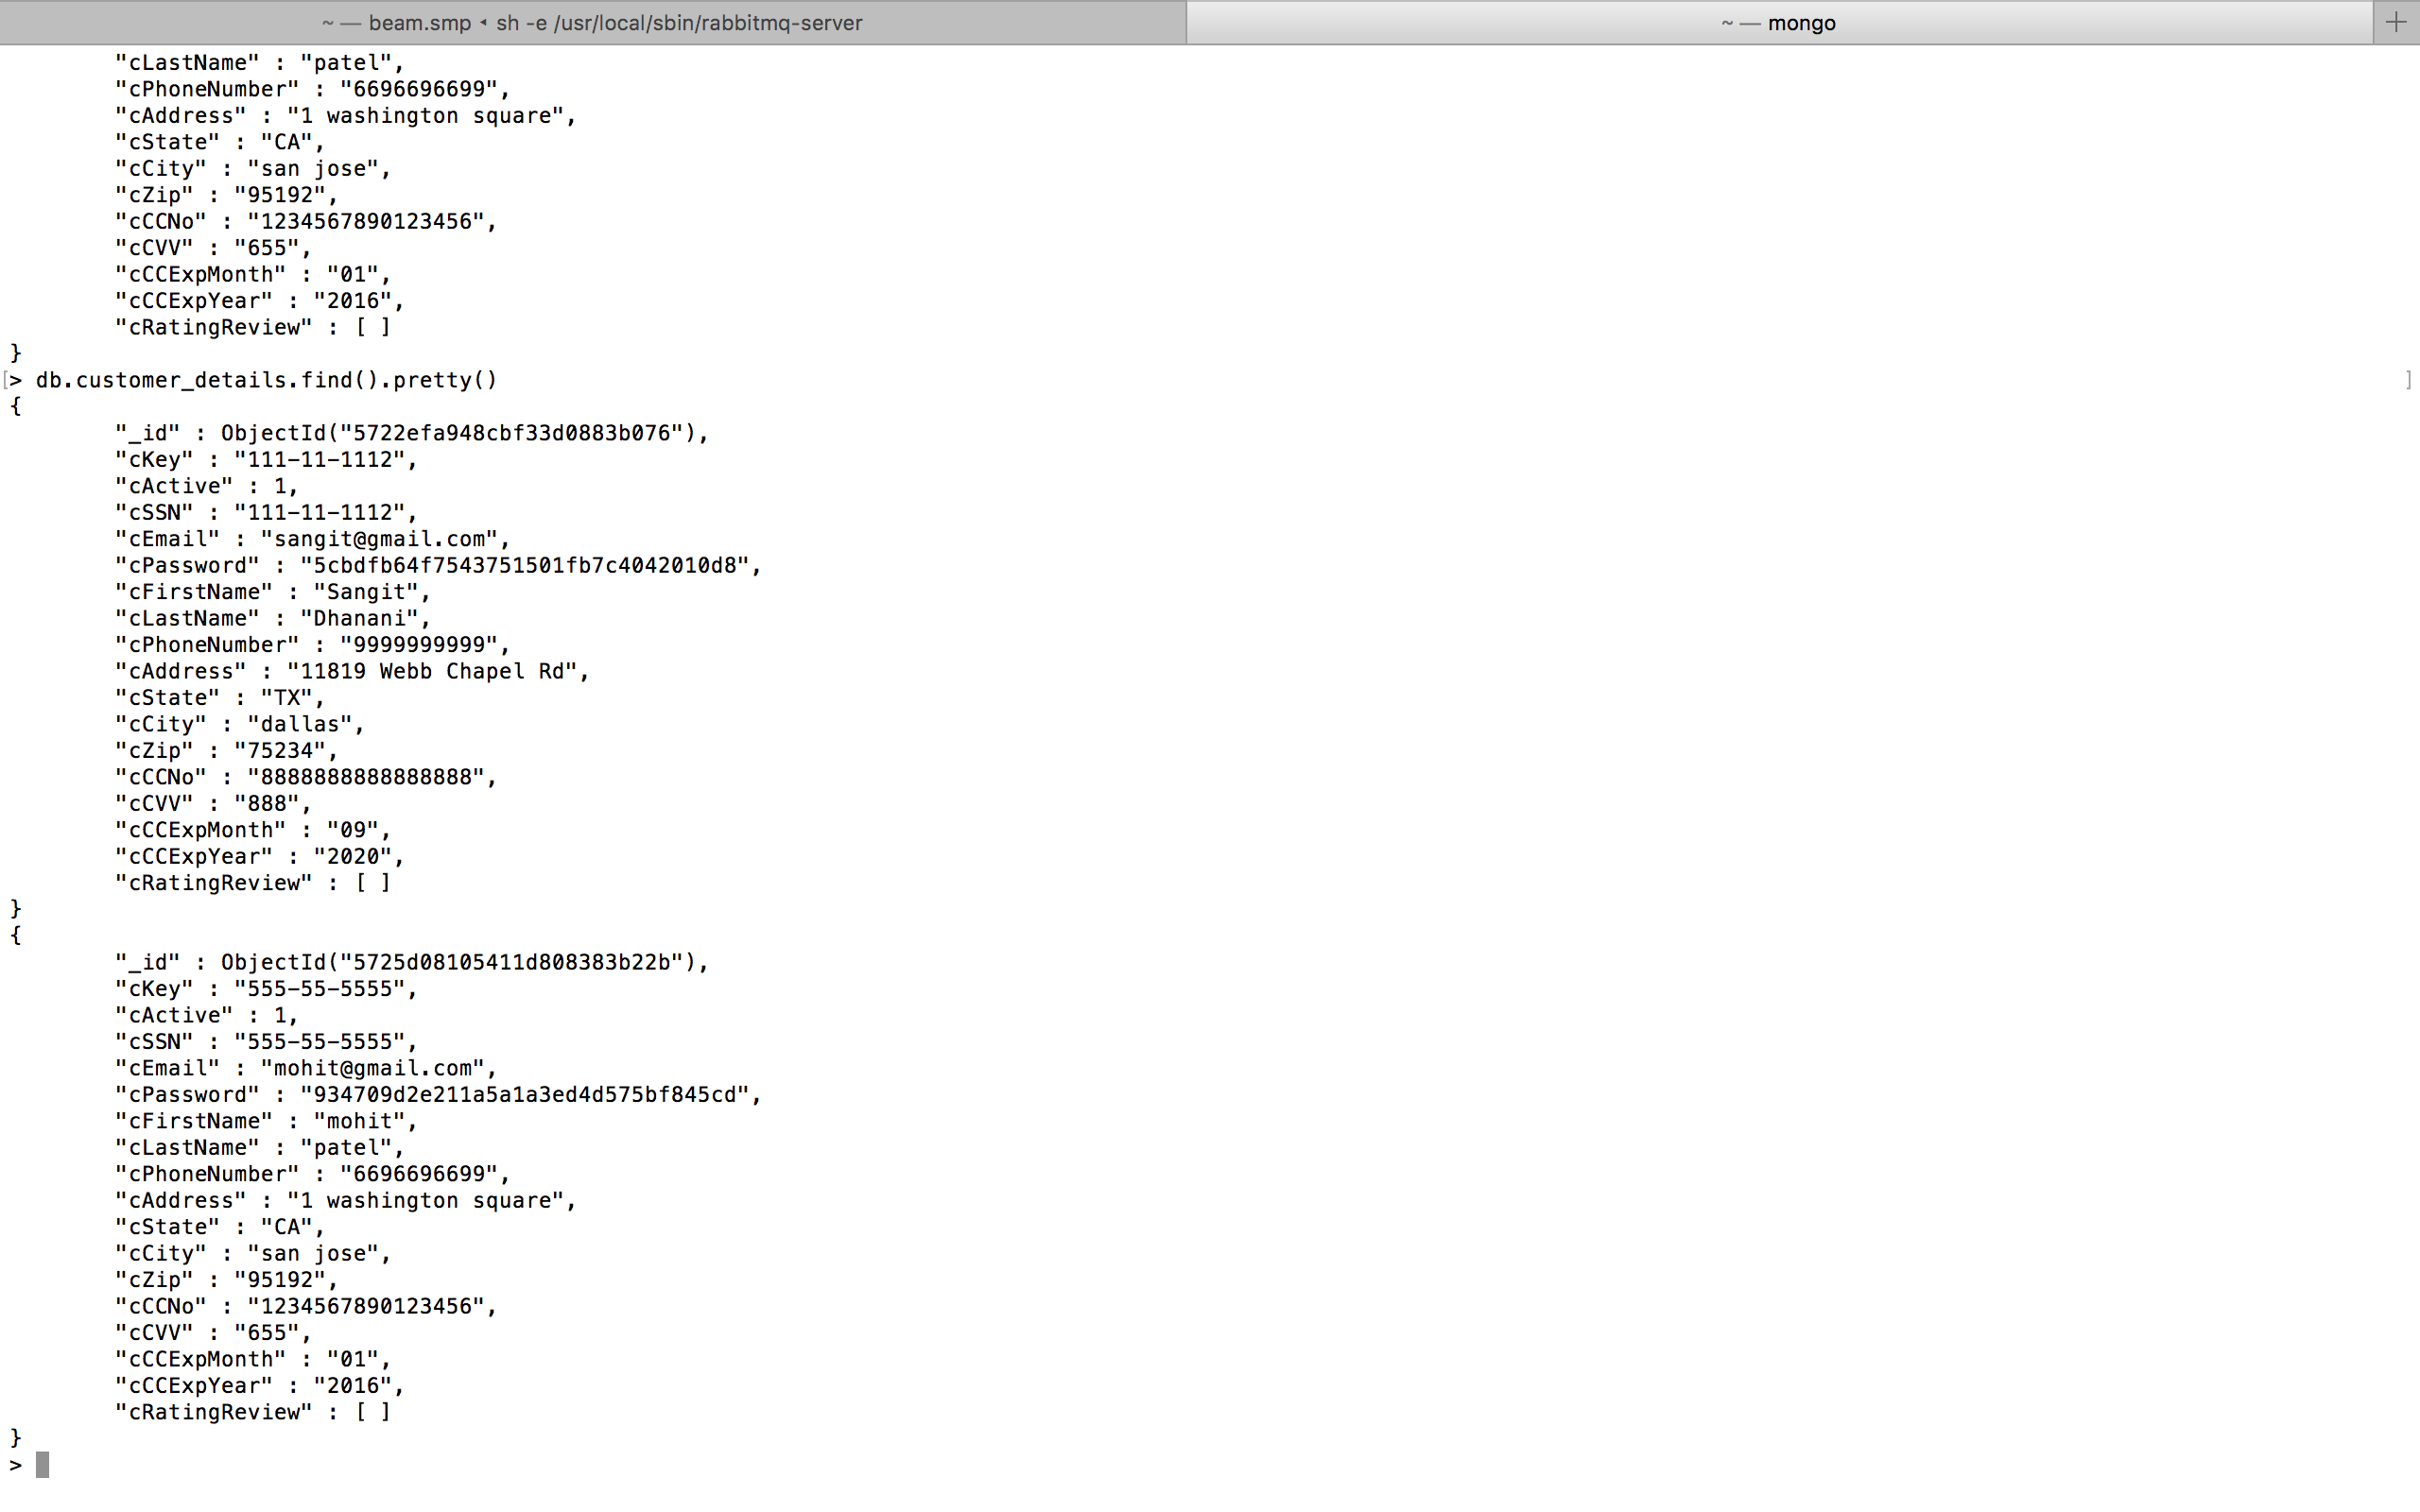 ~ — beam.smp ◂ sh -e /usr/local/sbin/rabbitmq-server
~ — mongo
"cLastName" : "patel",
"cPhoneNumber" : "6696696699",
"cAddress" : "1 washington square",
"cState" : "CA",
"cCity" : "san jose",
"cZip" : "95192",
"cCCNo" : "1234567890123456",
"cCVV" : "655",
"cCCExpMonth" : "01",
"cCCExpYear" : "2016",
"cRatingReview" : [ ]
}
[> db.customer_details.find().pretty() ]
{
"_id" : ObjectId("5722efa948cbf33d0883b076"),
"cKey" : "111-11-1112",
"cActive" : 1,
"cSSN" : "111-11-1112",
"cEmail" : "sangit@gmail.com",
"cPassword" : "5cbdfb64f7543751501fb7c4042010d8",
"cFirstName" : "Sangit",
"cLastName" : "Dhanani",
"cPhoneNumber" : "9999999999",
"cAddress" : "11819 Webb Chapel Rd",
"cState" : "TX",
"cCity" : "dallas",
"cZip" : "75234",
"cCCNo" : "8888888888888888",
"cCVV" : "888",
"cCCExpMonth" : "09",
"cCCExpYear" : "2020",
"cRatingReview" : [ ]
}
{
"_id" : ObjectId("5725d08105411d808383b22b"),
"cKey" : "555-55-5555",
"cActive" : 1,
"cSSN" : "555-55-5555",
"cEmail" : "mohit@gmail.com",
"cPassword" : "934709d2e211a5a1a3ed4d575bf845cd",
"cFirstName" : "mohit",
"cLastName" : "patel",
"cPhoneNumber" : "6696696699",
"cAddress" : "1 washington square",
"cState" : "CA",
"cCity" : "san jose",
"cZip" : "95192",
"cCCNo" : "1234567890123456",
"cCVV" : "655",
"cCCExpMonth" : "01",
"cCCExpYear" : "2016",
"cRatingReview" : [ ]
}
>